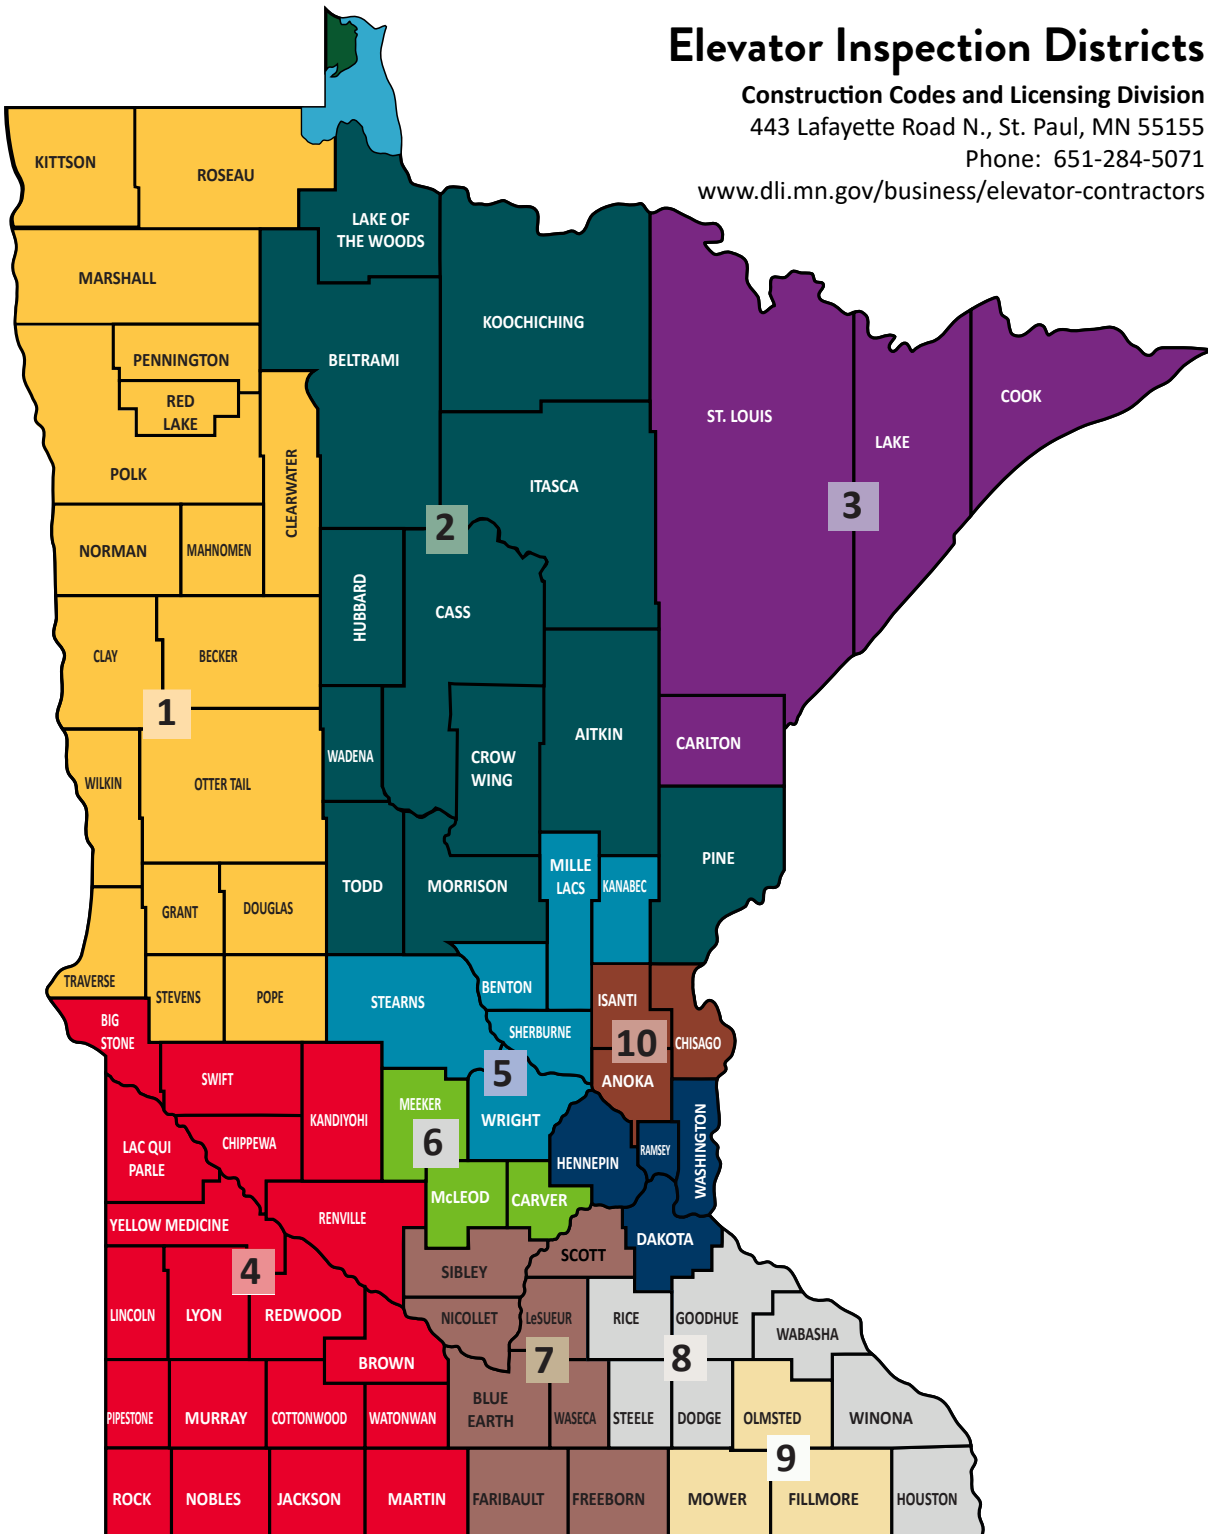 Elevator Inspection Districts
Construction Codes and Licensing Division
443 Lafayette Road N., St. Paul, MN 55155
Phone: 651-284-5071
www.dli.mn.gov/business/elevator-contractors
KITTSON
ROSEAU
LAKE OF
THE WOODS
MARSHALL
KOOCHICHING
PENNINGTON
BELTRAMI
RED
LAKE
ST. LOUIS
COOK
LAKE
POLK
CLEARWATER
ITASCA
3
2
NORMAN
MAHNOMEN
HUBBARD
CASS
CLAY
BECKER
1
AITKIN
CARLTON
WADENA
CROW
WING
WILKIN
OTTER TAIL
PINE
MILLE
LACS
KANABEC
TODD
MORRISON
GRANT
DOUGLAS
TRAVERSE
STEVENS
POPE
STEARNS
BENTON
ISANTI
BIG
STONE
SHERBURNE
10
CHISAGO
5
SWIFT
ANOKA
MEEKER
KANDIYOHI
WRIGHT
6
CHIPPEWA
LAC QUI
PARLE
HENNEPIN
RAMSEY
WASHINGTON
McLEOD
CARVER
YELLOW MEDICINE
RENVILLE
DAKOTA
SCOTT
4
SIBLEY
LINCOLN
LYON
REDWOOD
NICOLLET
LeSUEUR
RICE
GOODHUE
WABASHA
BROWN
7
8
BLUE
EARTH
PIPESTONE
MURRAY
COTTONWOOD
WATONWAN
WASECA
STEELE
DODGE
OLMSTED
WINONA
9
ROCK
NOBLES
JACKSON
MARTIN
FARIBAULT
FREEBORN
MOWER
FILLMORE
HOUSTON